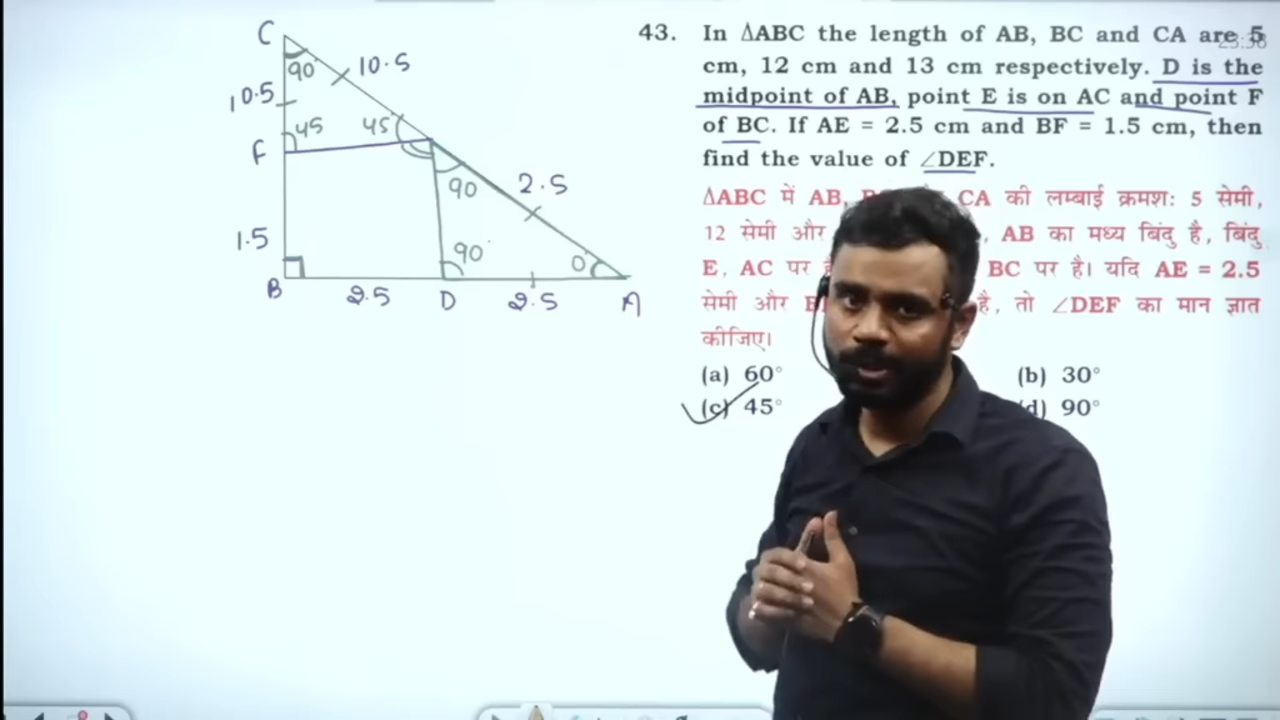 C
90°
10.5
10.5
45
45
F
90
2.5
1.5
90°
0
B
2.5
D
2.5
A
43. In ΔABC the length of AB, BC and CA are 5
cm, 12 cm and 13 cm respectively. D is the
midpoint of AB, point E is on AC and point F
of BC. If AE = 2.5 cm and BF = 1.5 cm, then
find the value of ∠DEF.
ΔABC में AB, CA की लम्बाई क्रमशः 5 सेमी,
12 सेमी और AB का मध्य बिंदु है, बिंदु
E, AC पर BC पर है। यदि AE = 2.5
सेमी और है, तो ∠DEF का मान ज्ञात
कीजिए।
(a) 60° (b) 30°
(c) 45° (d) 90°